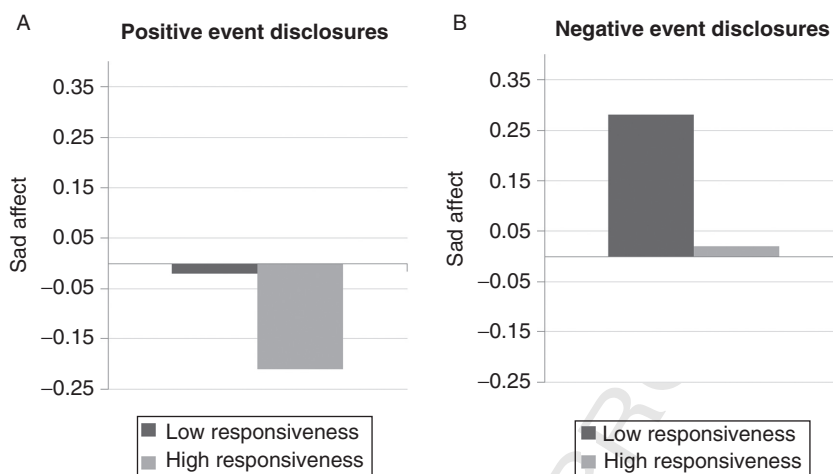 A
Positive event disclosures
0.35
0.25
0.15
0.05
−0.05
−0.15
−0.25
Sad affect
Low responsiveness
High responsiveness
B
Negative event disclosures
0.35
0.25
0.15
0.05
−0.05
−0.15
−0.25
Sad affect
Low responsiveness
High responsiveness